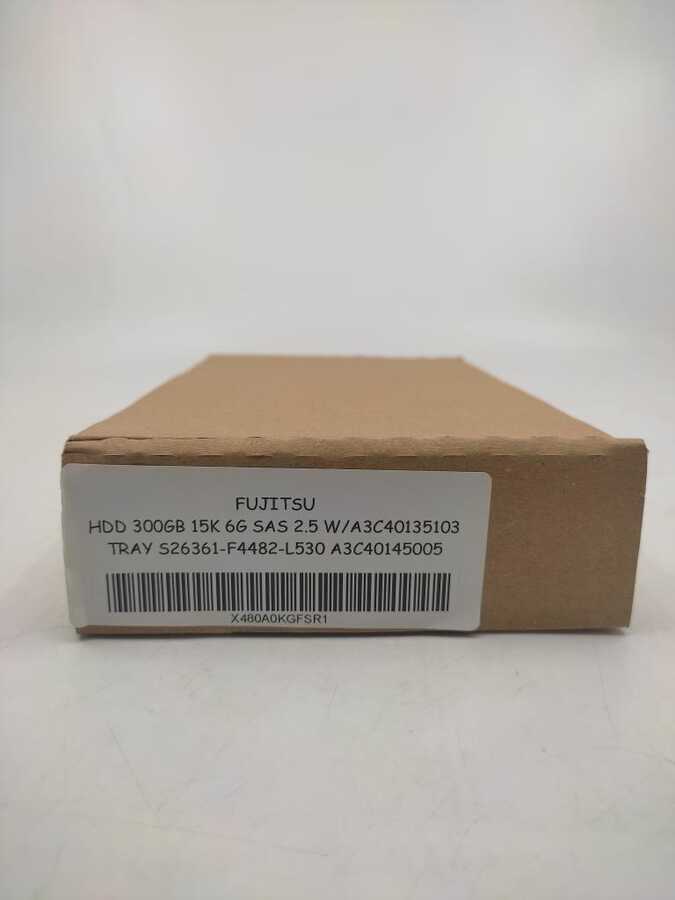 FUJITSU
HDD 300GB 15K 6G SAS 2.5 W/A3C40135103
TRAY S26361-F4482-L530 A3C40145005
X480A0KGFSR1